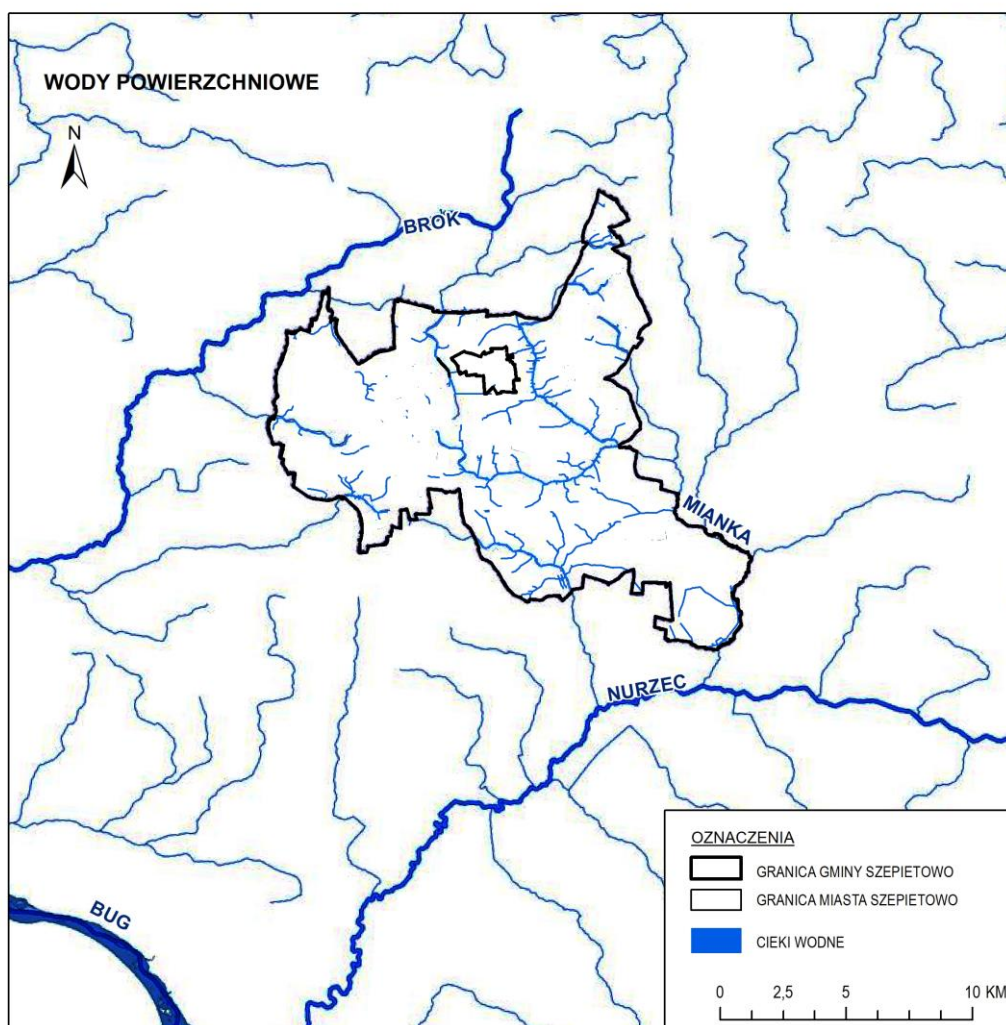 WODY POWIERZCHNIOWE
N
BROK
MIANKA
NURZEC
BUG
OZNACZENIA
GRANICA GMINY SZEPIETOWO
GRANICA MIASTA SZEPIETOWO
CIEKI WODNE
0 2,5 5 10 KM